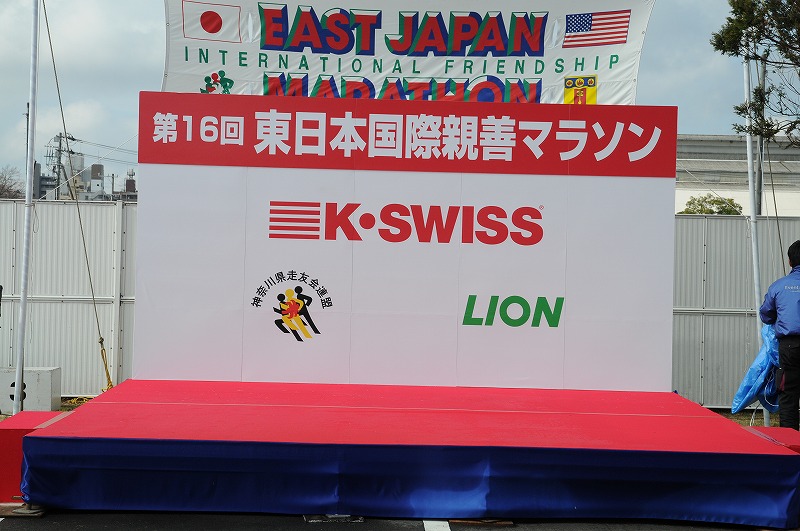 EAST JAPAN
INTERNATIONAL FRIENDSHIP
MARATHON
第16回 東日本国際親善マラソン
K•SWISS
神奈川県走友会連盟
LION